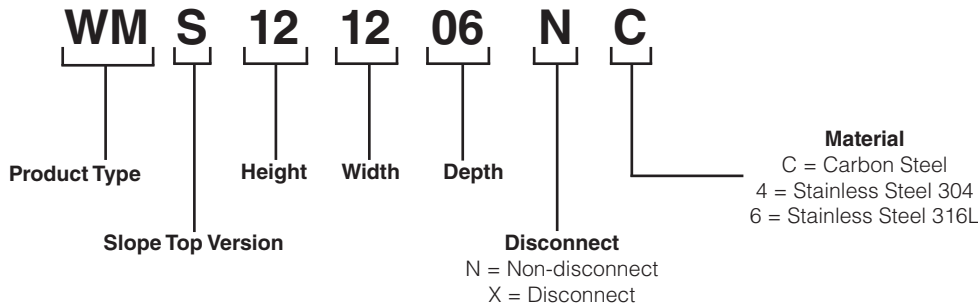 WM S 12 12 06 N C
Product Type
Height
Width
Depth
Material
C = Carbon Steel
4 = Stainless Steel 304
6 = Stainless Steel 316L
Slope Top Version
Disconnect
N = Non-disconnect
X = Disconnect